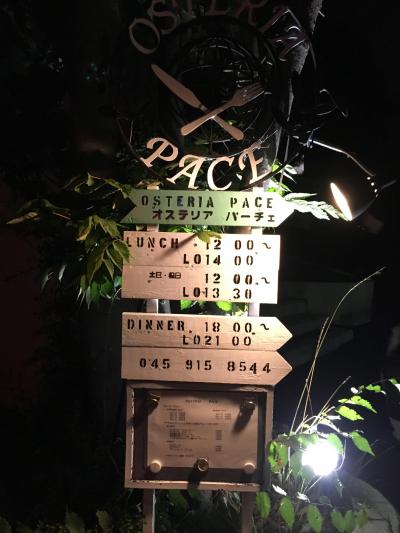 OSTERIA
PACE
OSTERIA PACE
オステリア パーチェ
LUNCH 12 00~
LO14 00
土日・祝日 12 00~
LO13 30
DINNER 18 00~
LO21 00
045 915 8544